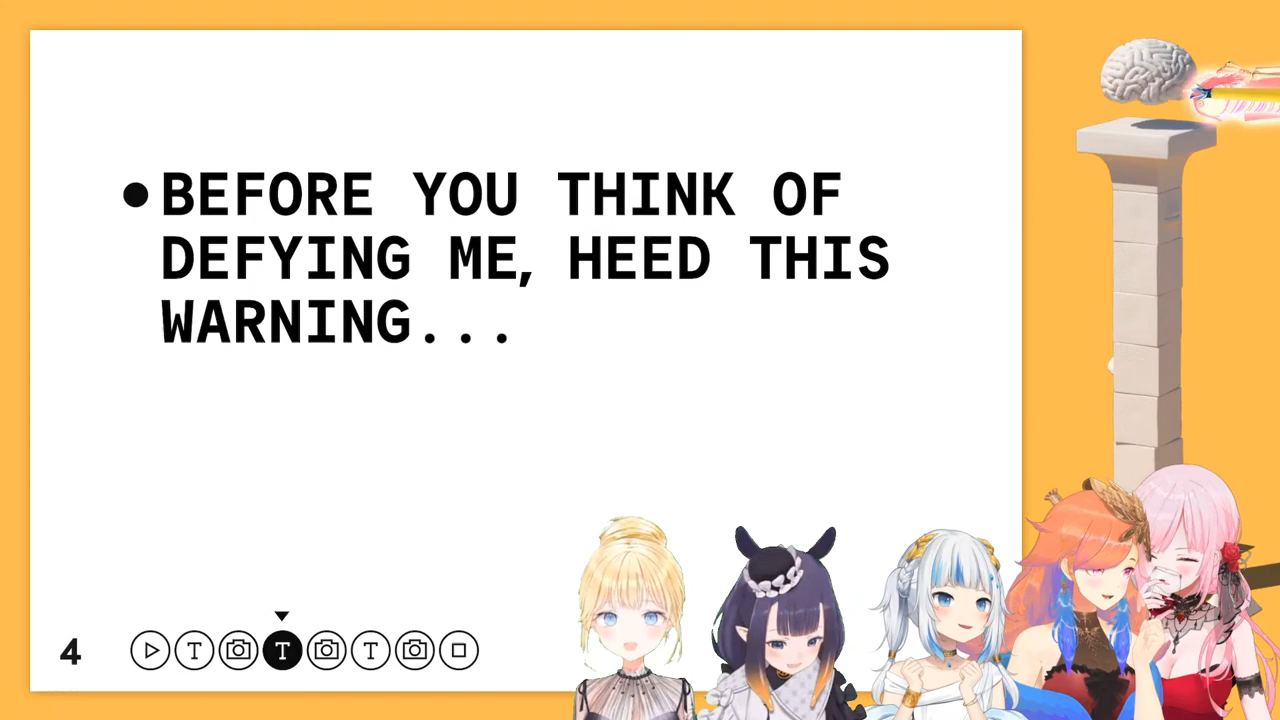 •BEFORE YOU THINK OF
DEFYING ME, HEED THIS
WARNING...
4
T T T